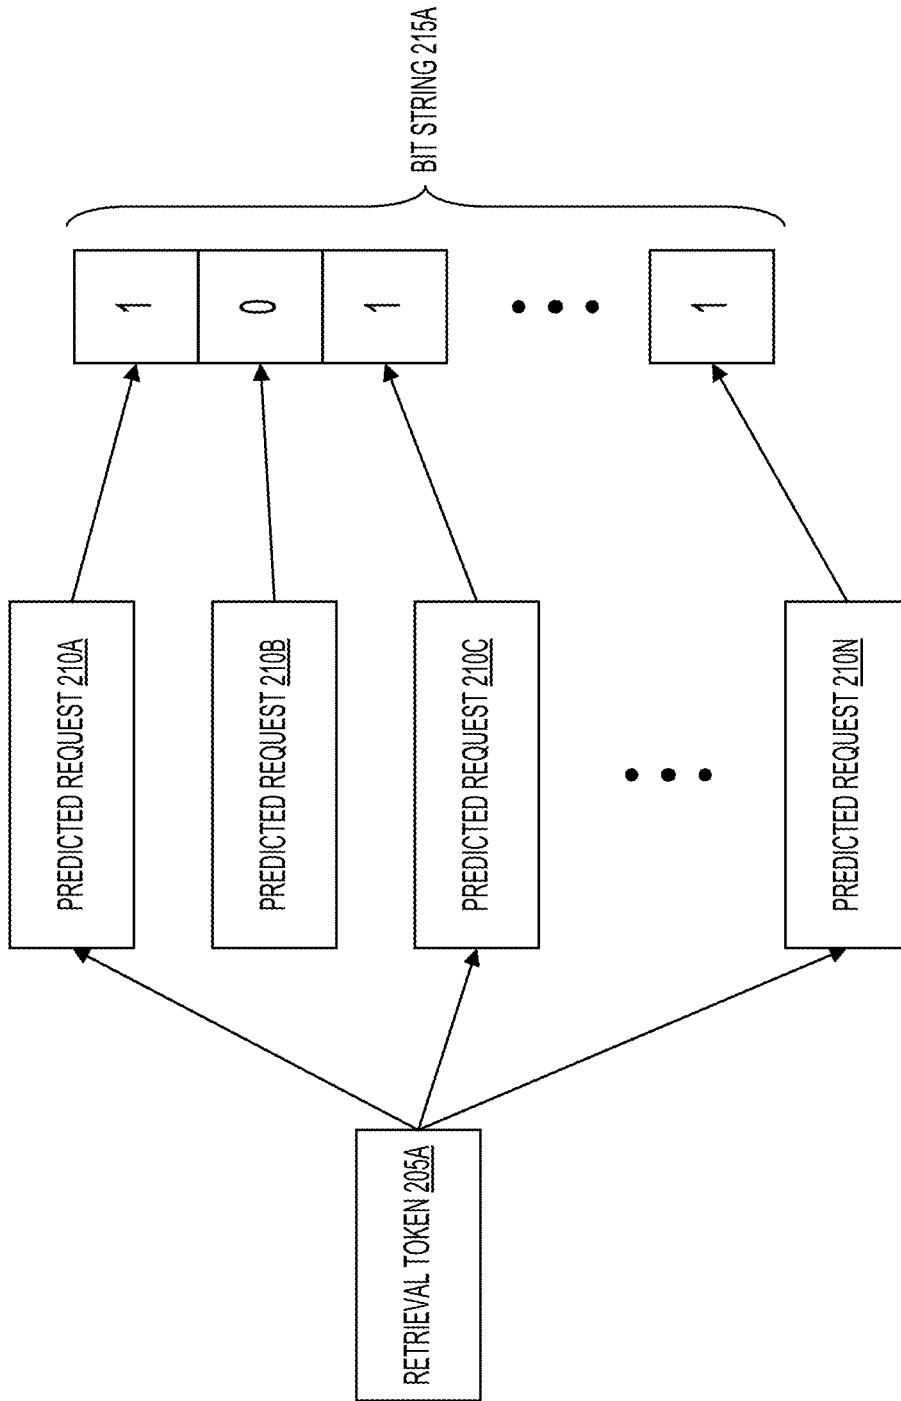 RETRIEVAL TOKEN 205A
PREDICTED REQUEST 210A
PREDICTED REQUEST 210B
PREDICTED REQUEST 210C
PREDICTED REQUEST 210N
1
0
1
1
BIT STRING 215A